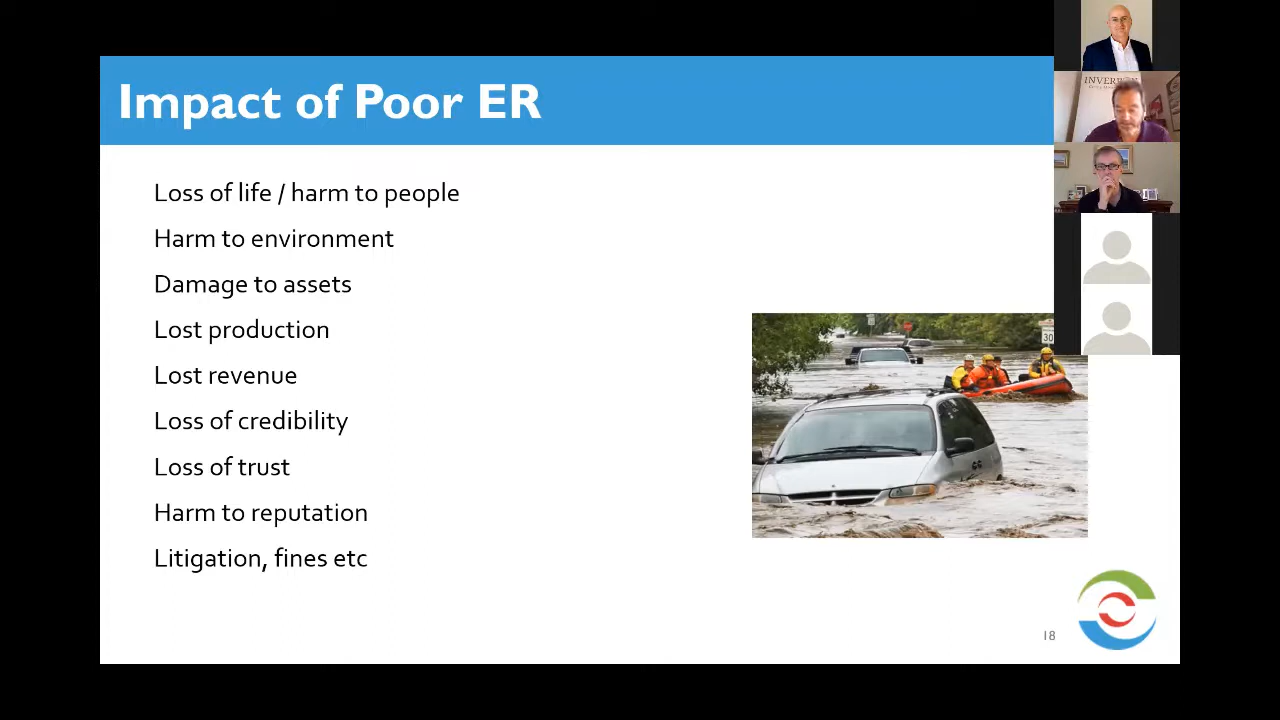 Impact of Poor ER
Loss of life / harm to people
Harm to environment
Damage to assets
Lost production
Lost revenue
Loss of credibility
Loss of trust
Harm to reputation
Litigation, fines etc
30
18